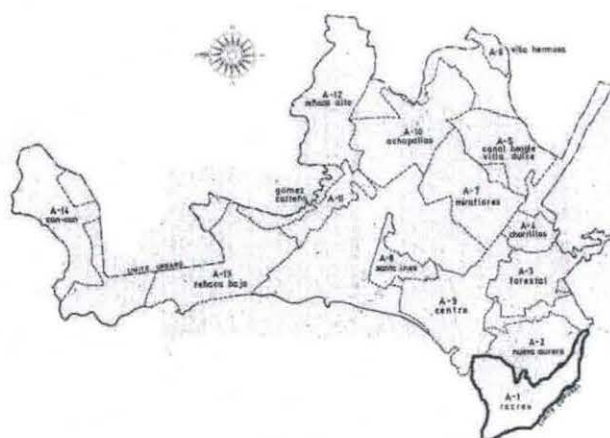 A-6 viña hermosa
A-12
reñaca alto
A-10
achupallas
A-5
canal beagle
villa dulce
A-7
miraflores
gomez
carreño
A-11
A-14
con-con
A-4
chorrillos
A-8
santa ines
A-3
forestal
LIMITE URBANO
A-13
reñaca bajo
A-9
centro
A-2
nueva aurora
A-1
recreo